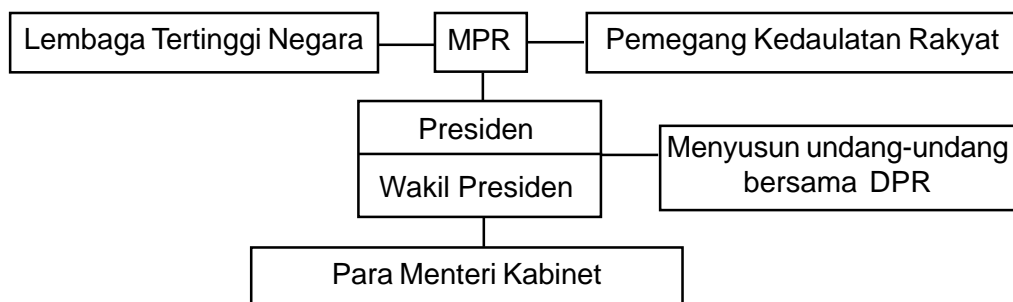 Lembaga Tertinggi Negara
MPR
Pemegang Kedaulatan Rakyat
Presiden
Wakil Presiden
Menyusun undang-undang
bersama DPR
Para Menteri Kabinet